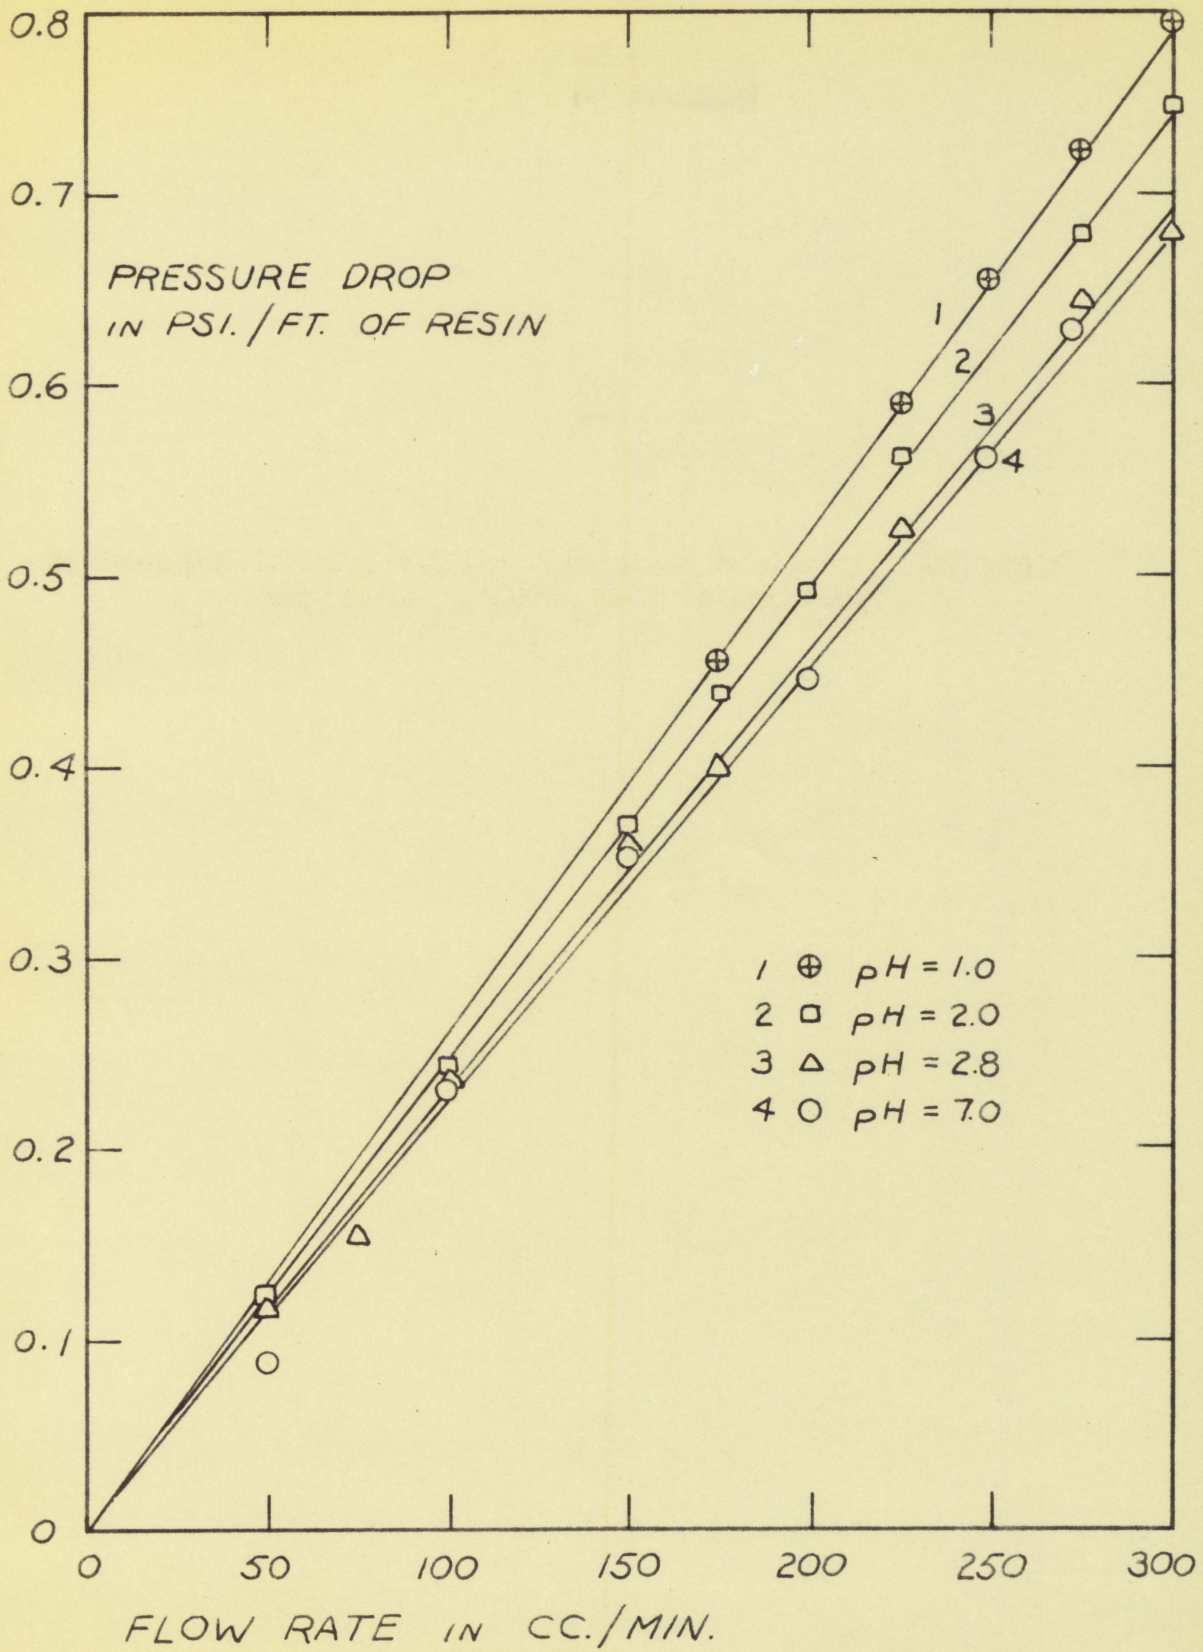 0.8
0.7
PRESSURE DROP
IN PSI./FT. OF RESIN
0.6
0.5
0.4
0.3
0.2
0.1
0
1
2
3
4
1 ⊕ pH = 1.0
2 □ pH = 2.0
3 △ pH = 2.8
4 ○ pH = 7.0
0 50 100 150 200 250 300
FLOW RATE IN CC./MIN.